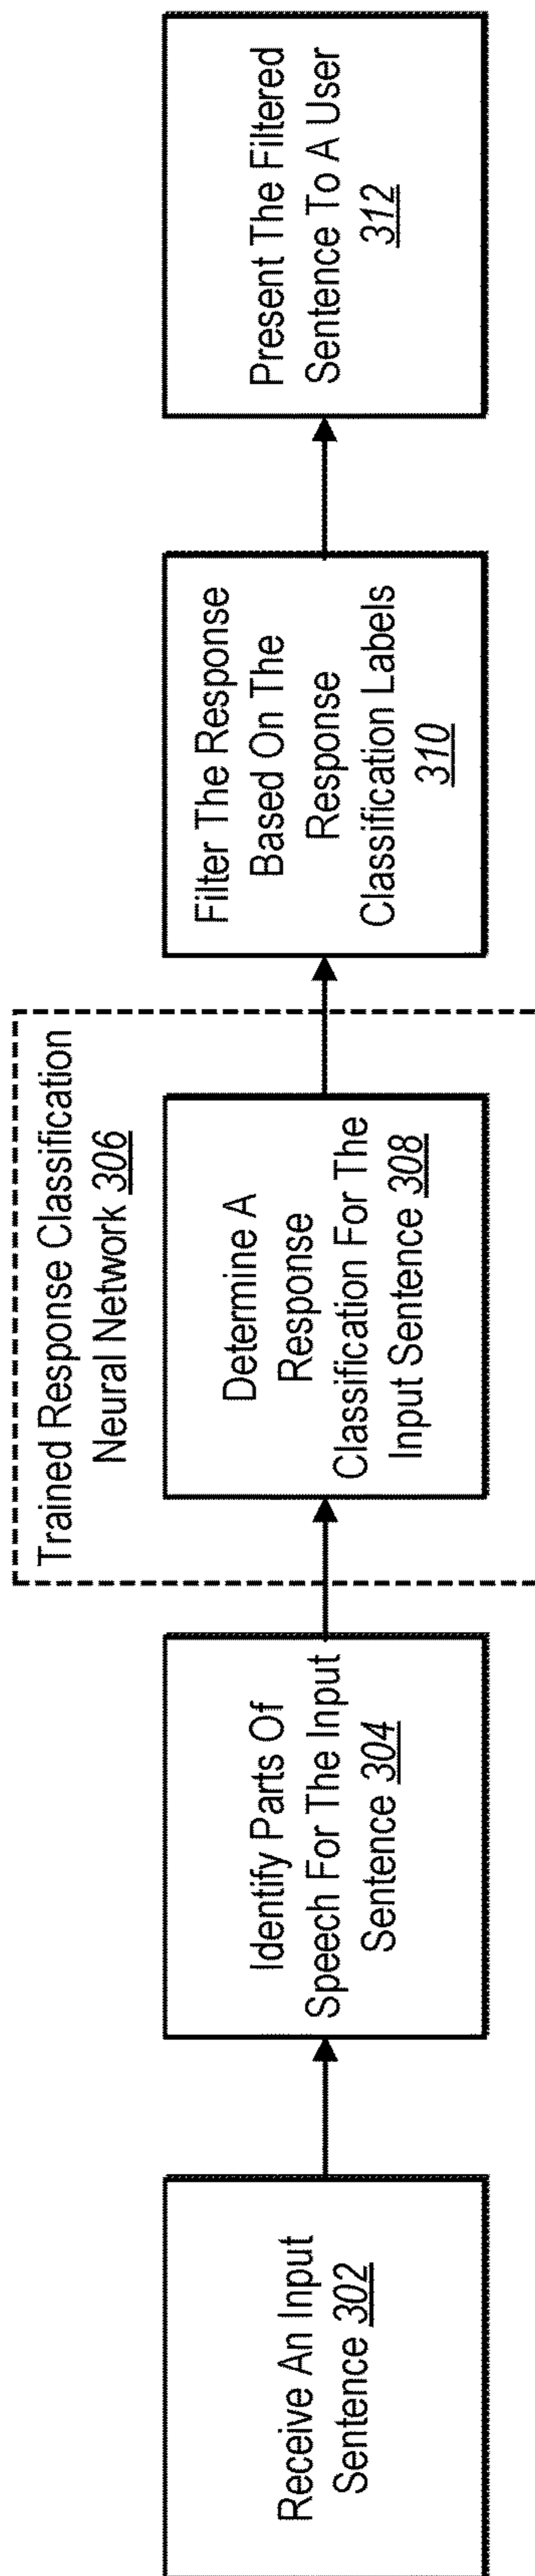 Receive An Input
Sentence 302
Identify Parts Of
Speech For The Input
Sentence 304
Trained Response Classification
Neural Network 306
Determine A
Response
Classification For The
Input Sentence 308
Filter The Response
Based On The
Response
Classification Labels
310
Present The Filtered
Sentence To A User
312